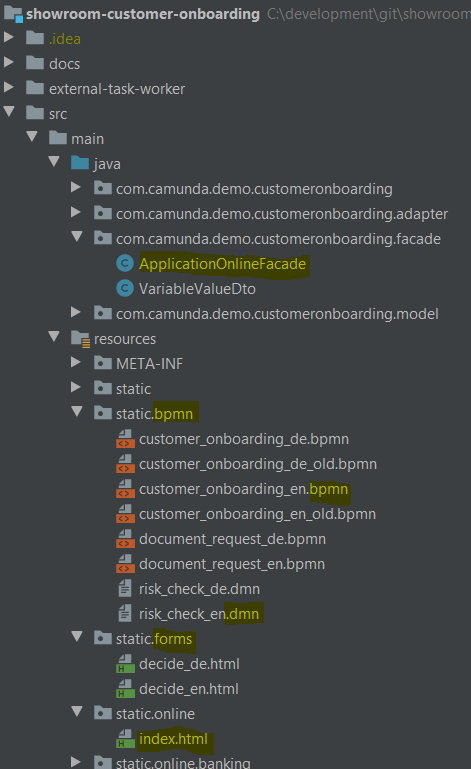 showroom-customer-onboarding C:\development\git\showroom
.idea
docs
external-task-worker
src
main
java
com.camunda.demo.customeronboarding
com.camunda.demo.customeronboarding.adapter
com.camunda.demo.customeronboarding.facade
C ApplicationOnlineFacade
C VariableValueDto
com.camunda.demo.customeronboarding.model
resources
META-INF
static
static.bpmn
customer_onboarding_de.bpmn
customer_onboarding_de_old.bpmn
customer_onboarding_en.bpmn
customer_onboarding_en_old.bpmn
document_request_de.bpmn
document_request_en.bpmn
risk_check_de.dmn
risk_check_en.dmn
static.forms
H decide_de.html
H decide_en.html
static.online
H index.html
static.online.banking